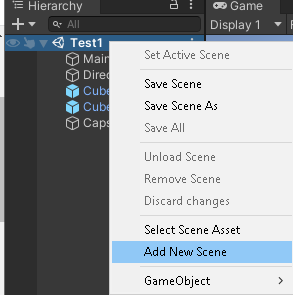 Hierarchy
Game
All
Display 1
Test1
Main
Direc
Cube
Cube
Caps
Set Active Scene
Save Scene
Save Scene As
Save All
Unload Scene
Remove Scene
Discard changes
Select Scene Asset
Add New Scene
GameObject